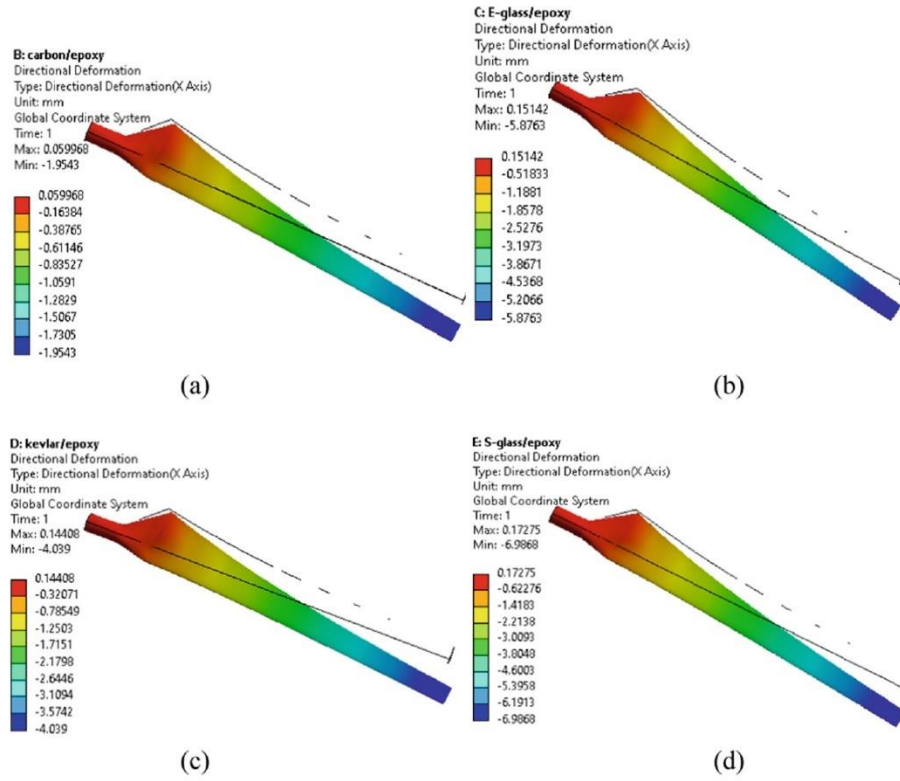 B: carbon/epoxy
Directional Deformation
Type: Directional Deformation(X Axis)
Unit: mm
Global Coordinate System
Time: 1
Max: 0.059968
Min: -1.9543
0.059968
-0.16384
-0.38765
-0.61146
-0.83527
-1.0591
-1.2829
-1.5067
-1.7305
-1.9543
(a)
C: E-glass/epoxy
Directional Deformation
Type: Directional Deformation(X Axis)
Unit: mm
Global Coordinate System
Time: 1
Max: 0.15142
Min: -5.8763
0.15142
-0.51833
-1.1881
-1.8578
-2.5276
-3.1973
-3.8671
-4.5368
-5.2066
-5.8763
(b)
D: kevlar/epoxy
Directional Deformation
Type: Directional Deformation(X Axis)
Unit: mm
Global Coordinate System
Time: 1
Max: 0.14408
Min: -4.039
0.14408
-0.32071
-0.78549
-1.2503
-1.7151
-2.1798
-2.6446
-3.1094
-3.5742
-4.039
(c)
E: S-glass/epoxy
Directional Deformation
Type: Directional Deformation(X Axis)
Unit: mm
Global Coordinate System
Time: 1
Max: 0.17275
Min: -6.9868
0.17275
-0.62276
-1.4183
-2.2138
-3.0093
-3.8048
-4.6003
-5.3958
-6.1913
-6.9868
(d)